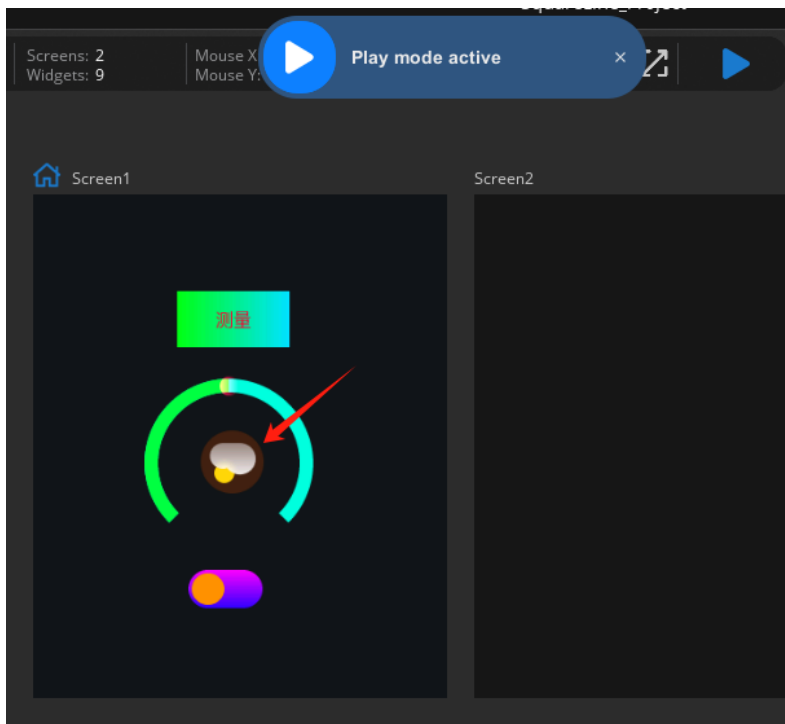 Screens: 2
Widgets: 9
Mouse X
Mouse Y:
Play mode active
Screen1
Screen2
测量